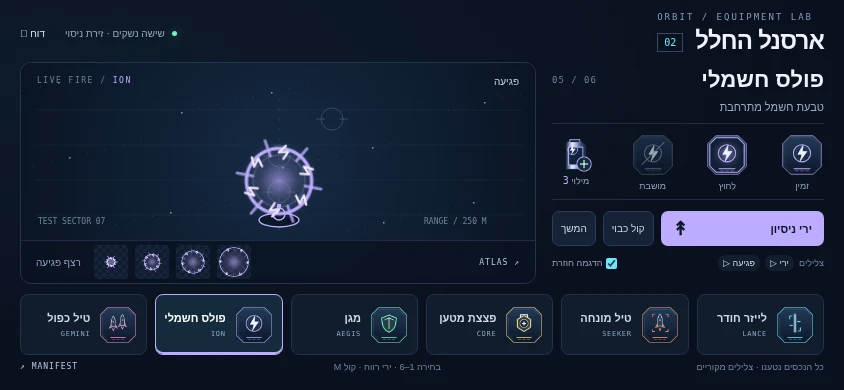 ORBIT / EQUIPMENT LAB
ארסנל החלל 02
שישה נשקים · זירת ניסוי
דוח
פולס חשמלי
05 / 06
טבעת חשמל מתרחבת
זמין
לחוץ
מושבת
מילוי 3
ירי ניסיון
קול כבוי
המשך
צלילים
ירי ▷
פגיעה ▷
הדגמה חוזרת
LIVE FIRE / ION
פגיעה
TEST SECTOR 07
RANGE / 250 M
רצף פגיעה
ATLAS ↗
לייזר חודר
LANCE
טיל מונחה
SEEKER
פצצת מטען
CORE
מגן
AEGIS
פולס חשמלי
ION
טיל כפול
GEMINI
כל הנכסים נטענו · צלילים מקוריים
בחירה 1–6 · ירי רווח · קול M
MANIFEST ↗